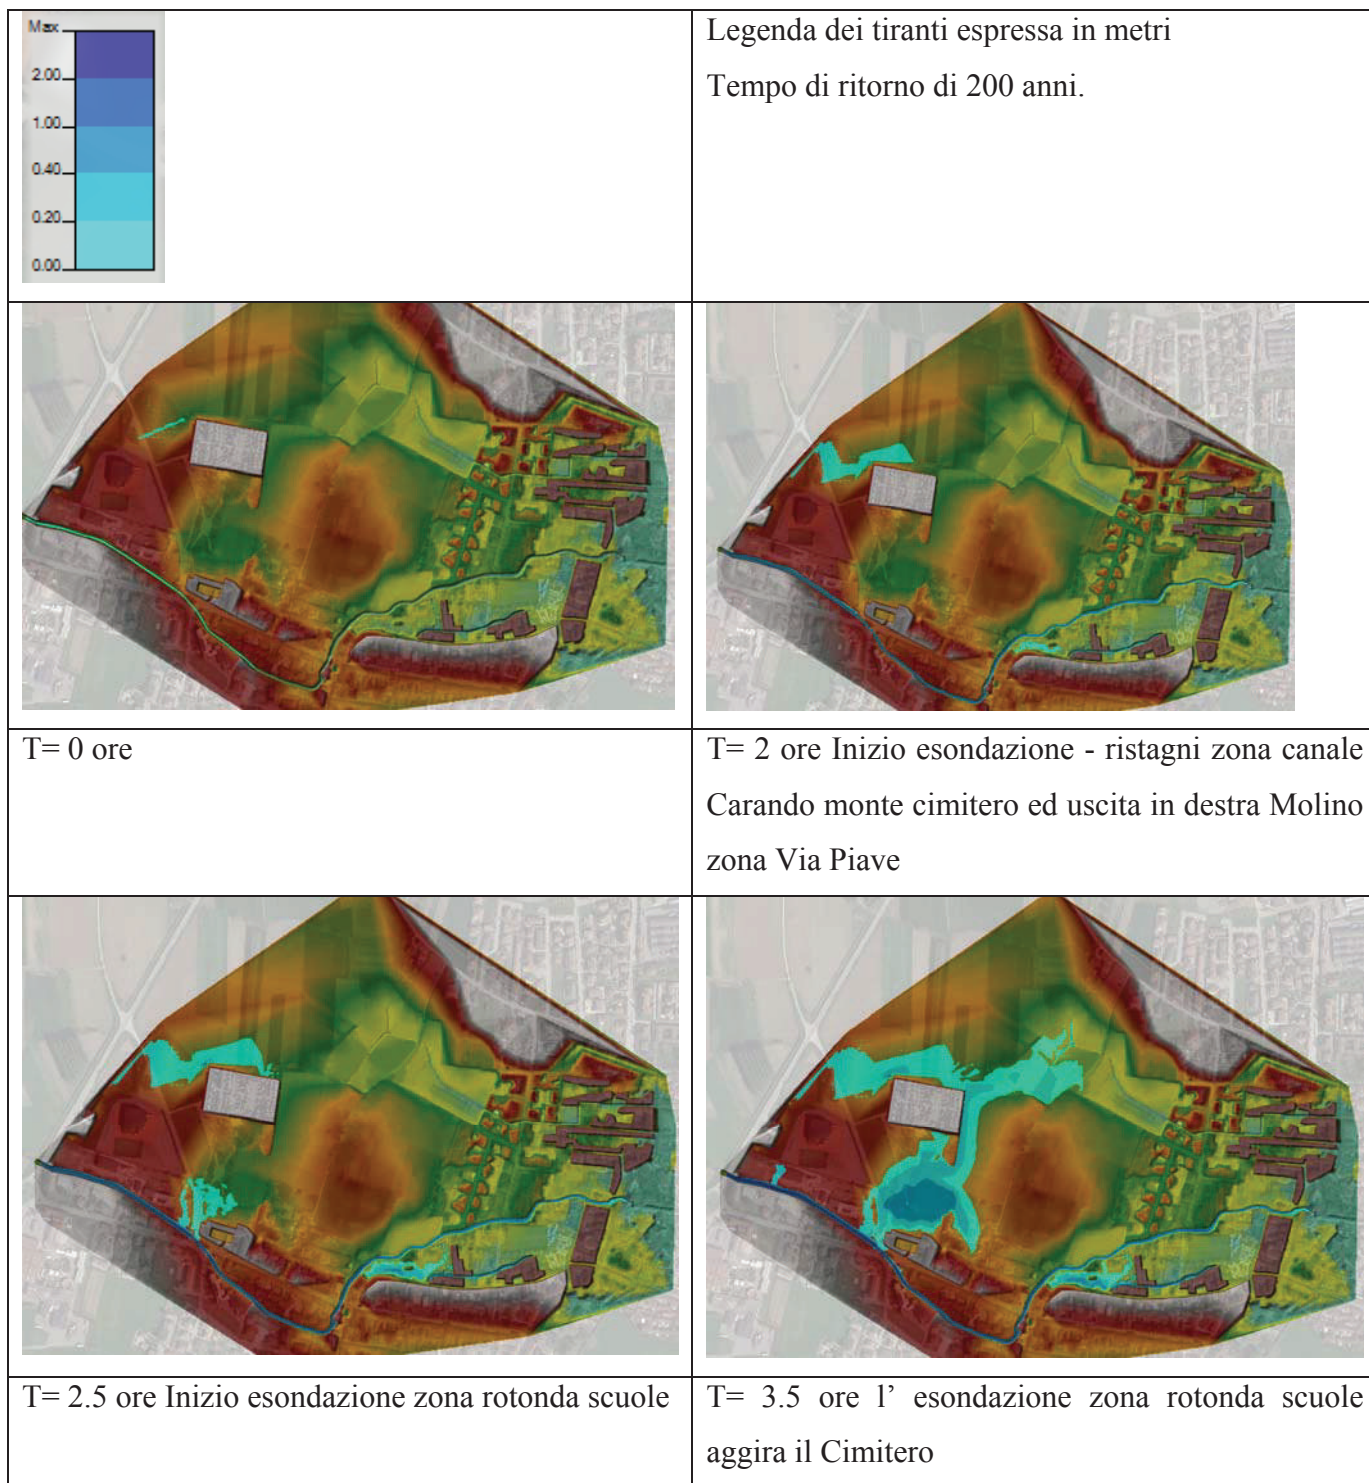 Max
2.00
1.00
0.40
0.20
0.00
Legenda dei tiranti espressa in metri
Tempo di ritorno di 200 anni.
T= 0 ore
T= 2 ore Inizio esondazione - ristagni zona canale
Carando monte cimitero ed uscita in destra Molino
zona Via Piave
T= 2.5 ore Inizio esondazione zona rotonda scuole
T= 3.5 ore l’ esondazione zona rotonda scuole
aggira il Cimitero